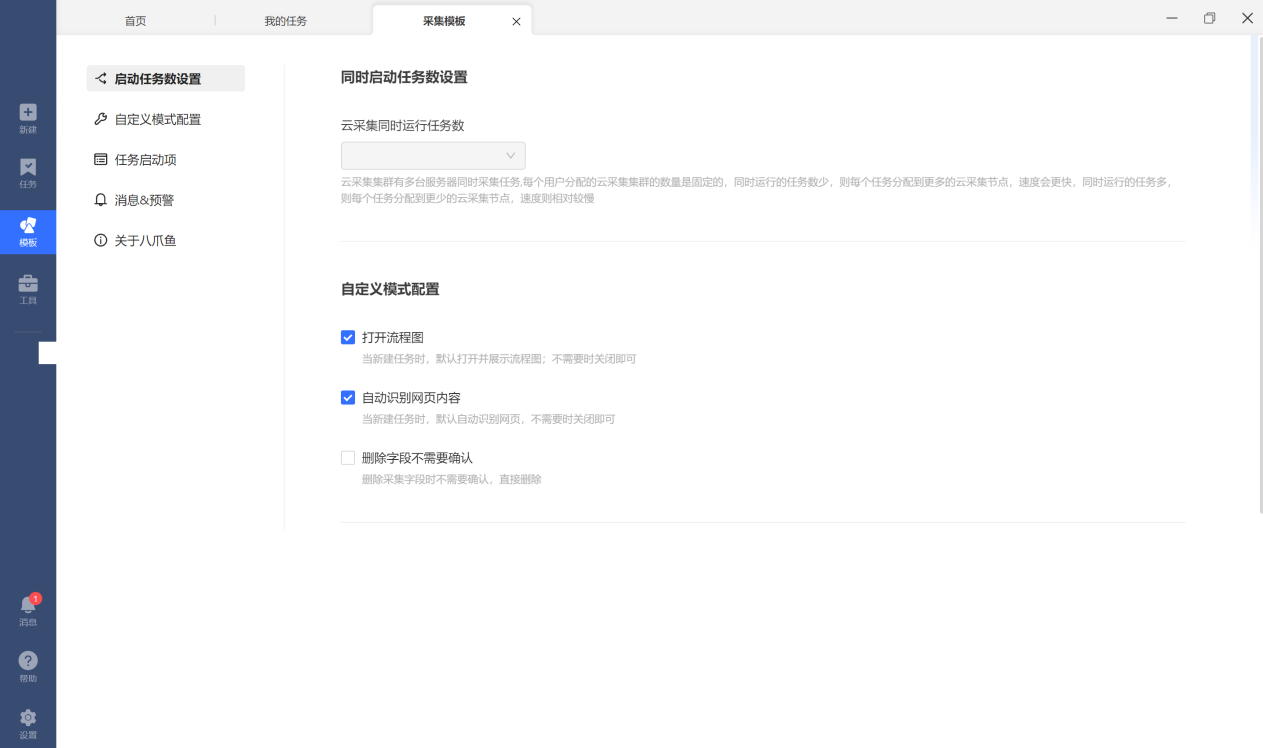 首页
我的任务
采集模板
新建
任务
模板
工具
1
消息
帮助
设置
启动任务数设置
自定义模式配置
任务启动项
消息&预警
关于八爪鱼
同时启动任务数设置
云采集同时运行任务数
云采集集群有多台服务器同时采集任务,每个用户分配的云采集集群的数量是固定的，同时运行的任务数少，则每个任务分配到更多的云采集节点，速度会更快，同时运行的任务多，
则每个任务分配到更少的云采集节点，速度则相对较慢
自定义模式配置
打开流程图
当新建任务时，默认打开并展示流程图；不需要时关闭即可
自动识别网页内容
当新建任务时，默认自动识别网页，不需要时关闭即可
删除字段不需要确认
删除采集字段时不需要确认，直接删除